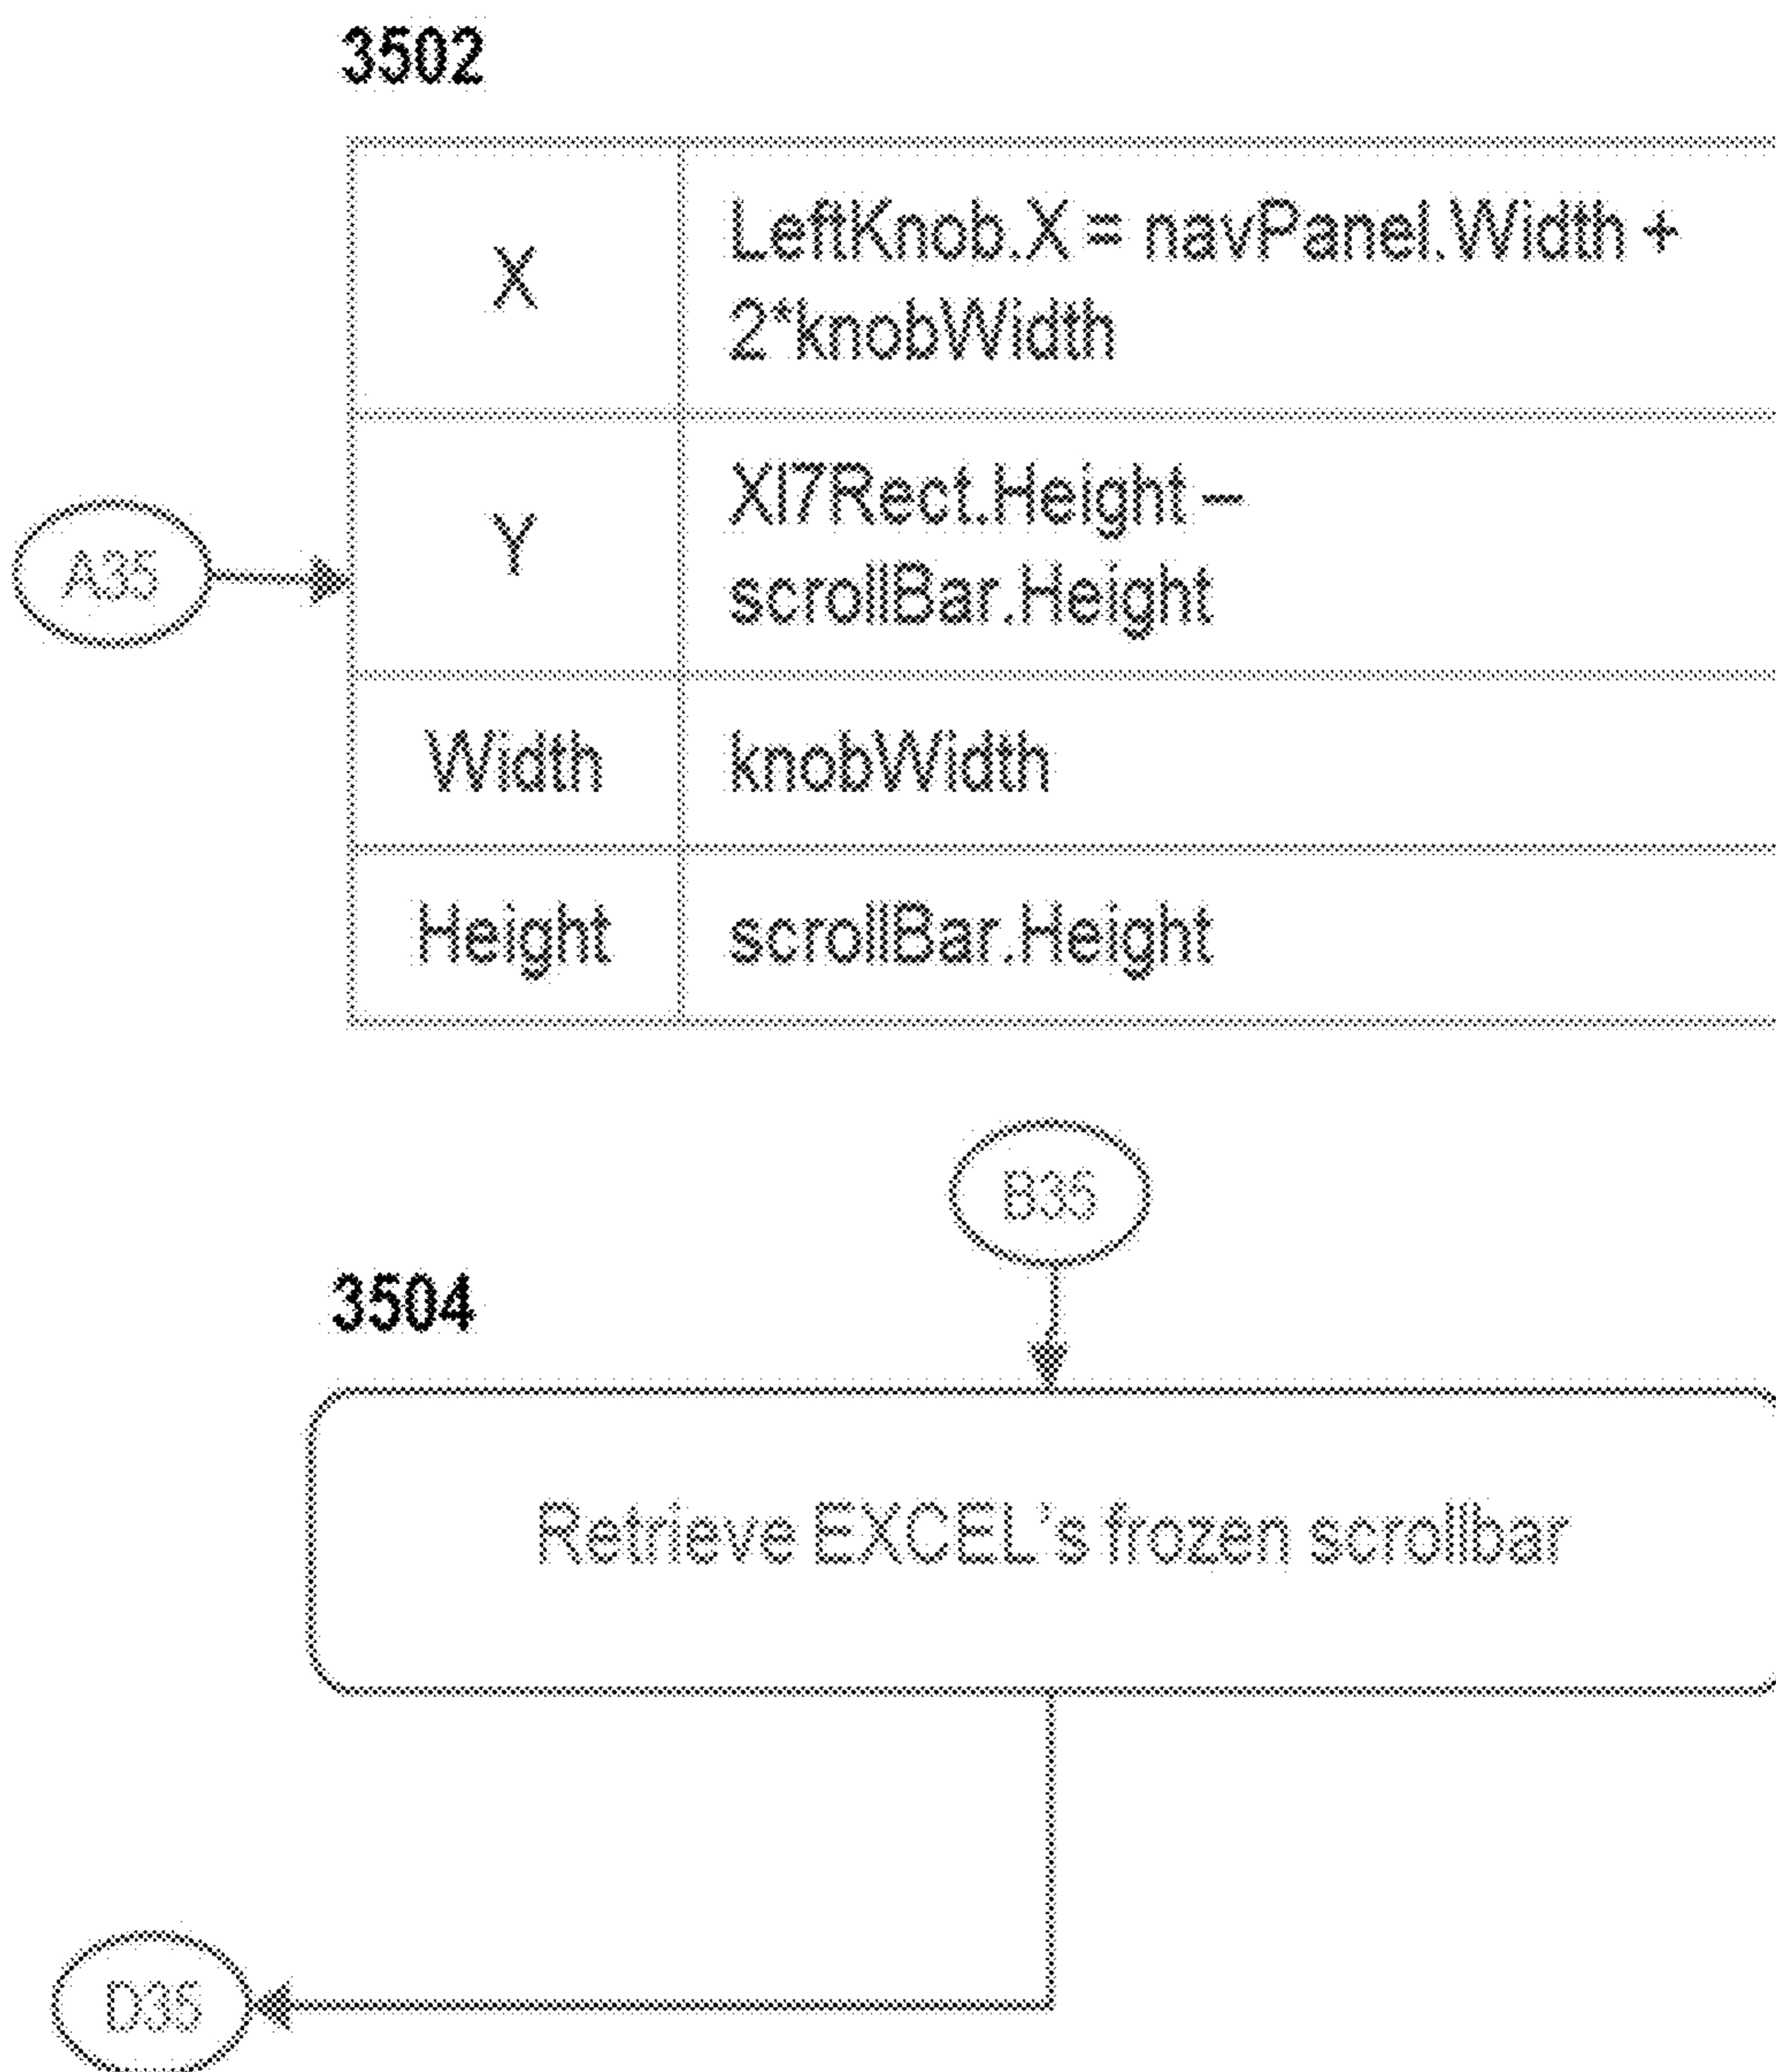 3502
X
LeftKnob.X = navPanel.Width +
2*knobWidth
A35
Y
Xl7Rect.Height –
scrollBar.Height
Width
knobWidth
Height
scrollBar.Height
B35
3504
Retrieve EXCEL's frozen scrollbar
D35